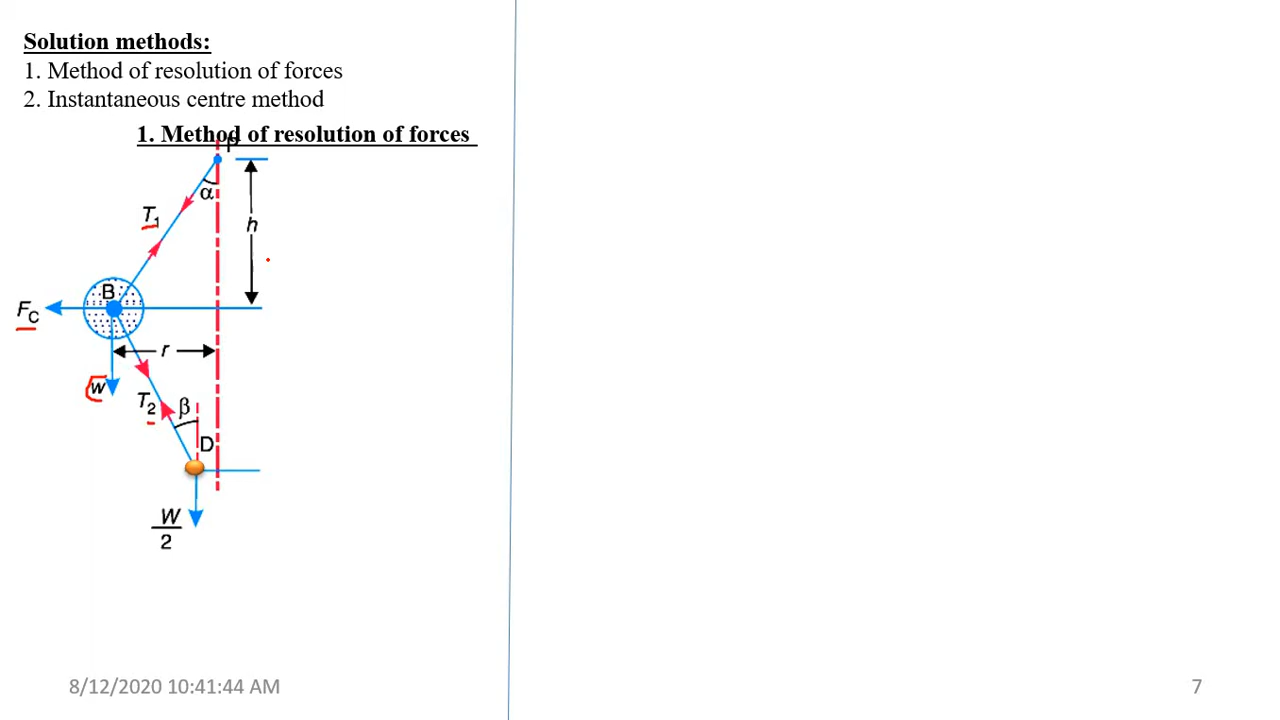 Solution methods:
1. Method of resolution of forces
2. Instantaneous centre method
1. Method of resolution of forces
P
α
T1
h
B
FC
r
w
T2
β
D
W
2
8/12/2020 10:41:44 AM
7